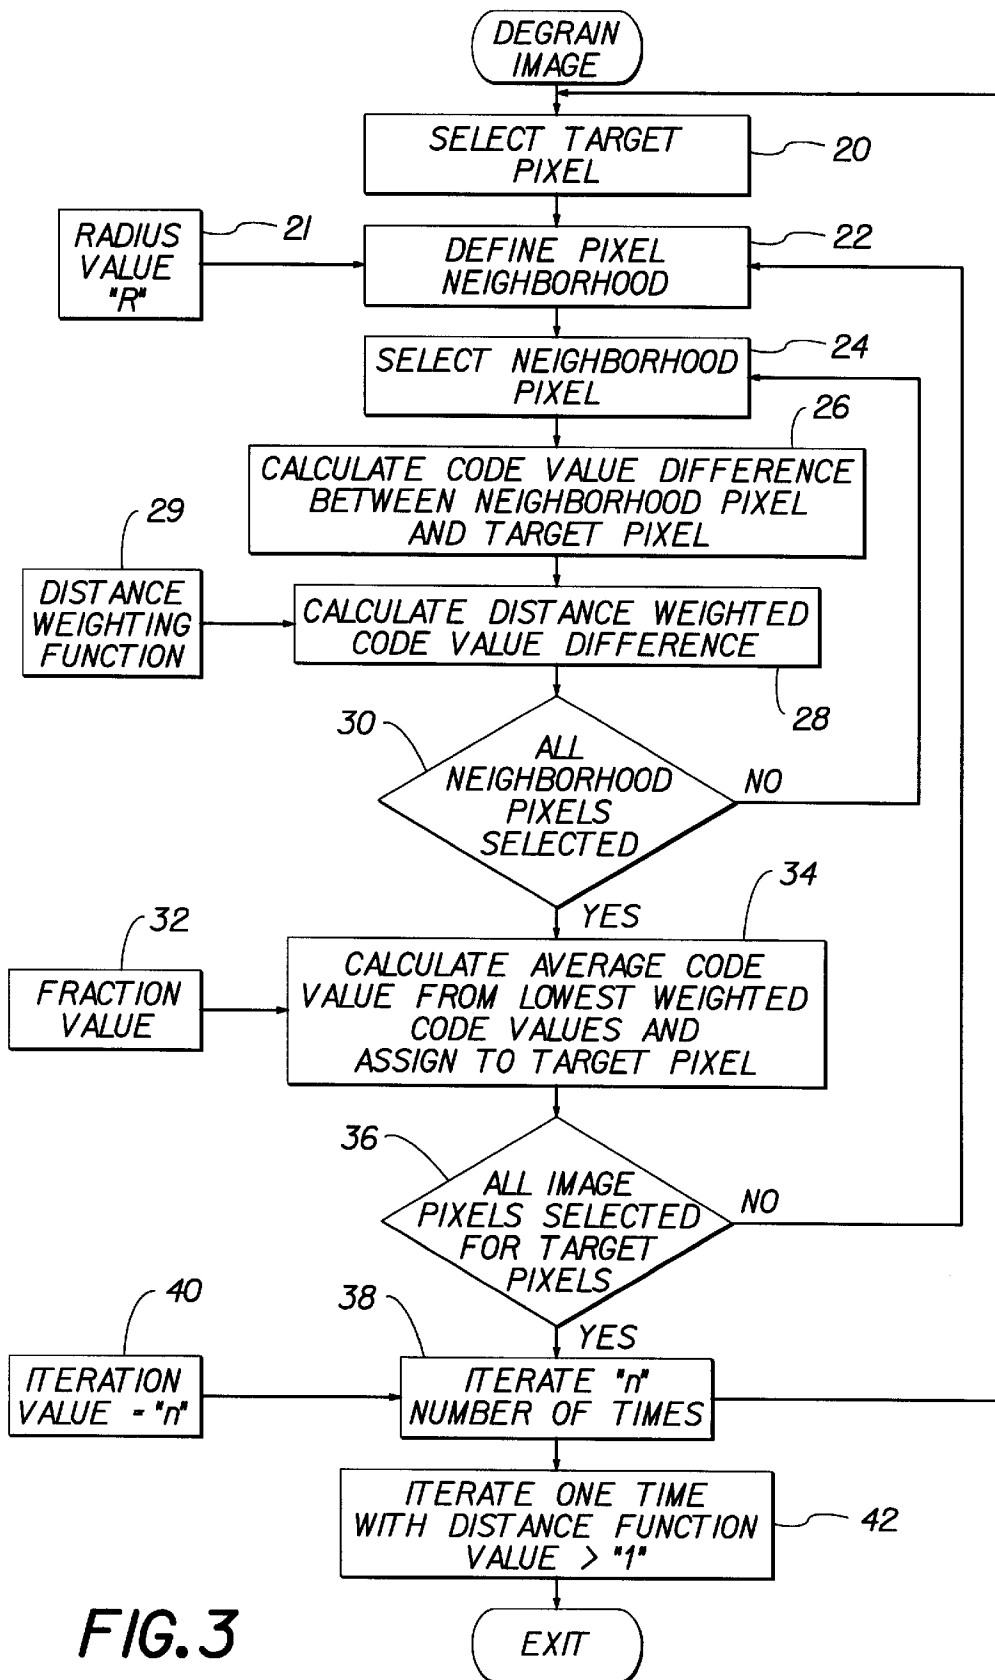 DEGRAIN
IMAGE
SELECT TARGET
PIXEL
20
RADIUS
VALUE
"R"
21
DEFINE PIXEL
NEIGHBORHOOD
22
SELECT NEIGHBORHOOD
PIXEL
24
26
CALCULATE CODE VALUE DIFFERENCE
BETWEEN NEIGHBORHOOD PIXEL
AND TARGET PIXEL
29
DISTANCE
WEIGHTING
FUNCTION
CALCULATE DISTANCE WEIGHTED
CODE VALUE DIFFERENCE
28
30
ALL
NEIGHBORHOOD
PIXELS
SELECTED
NO
YES
34
32
FRACTION
VALUE
CALCULATE AVERAGE CODE
VALUE FROM LOWEST WEIGHTED
CODE VALUES AND
ASSIGN TO TARGET PIXEL
36
ALL IMAGE
PIXELS SELECTED
FOR TARGET
PIXELS
NO
YES
40
38
ITERATION
VALUE = "n"
ITERATE "n"
NUMBER OF TIMES
ITERATE ONE TIME
WITH DISTANCE FUNCTION
VALUE > "1"
42
EXIT
FIG. 3